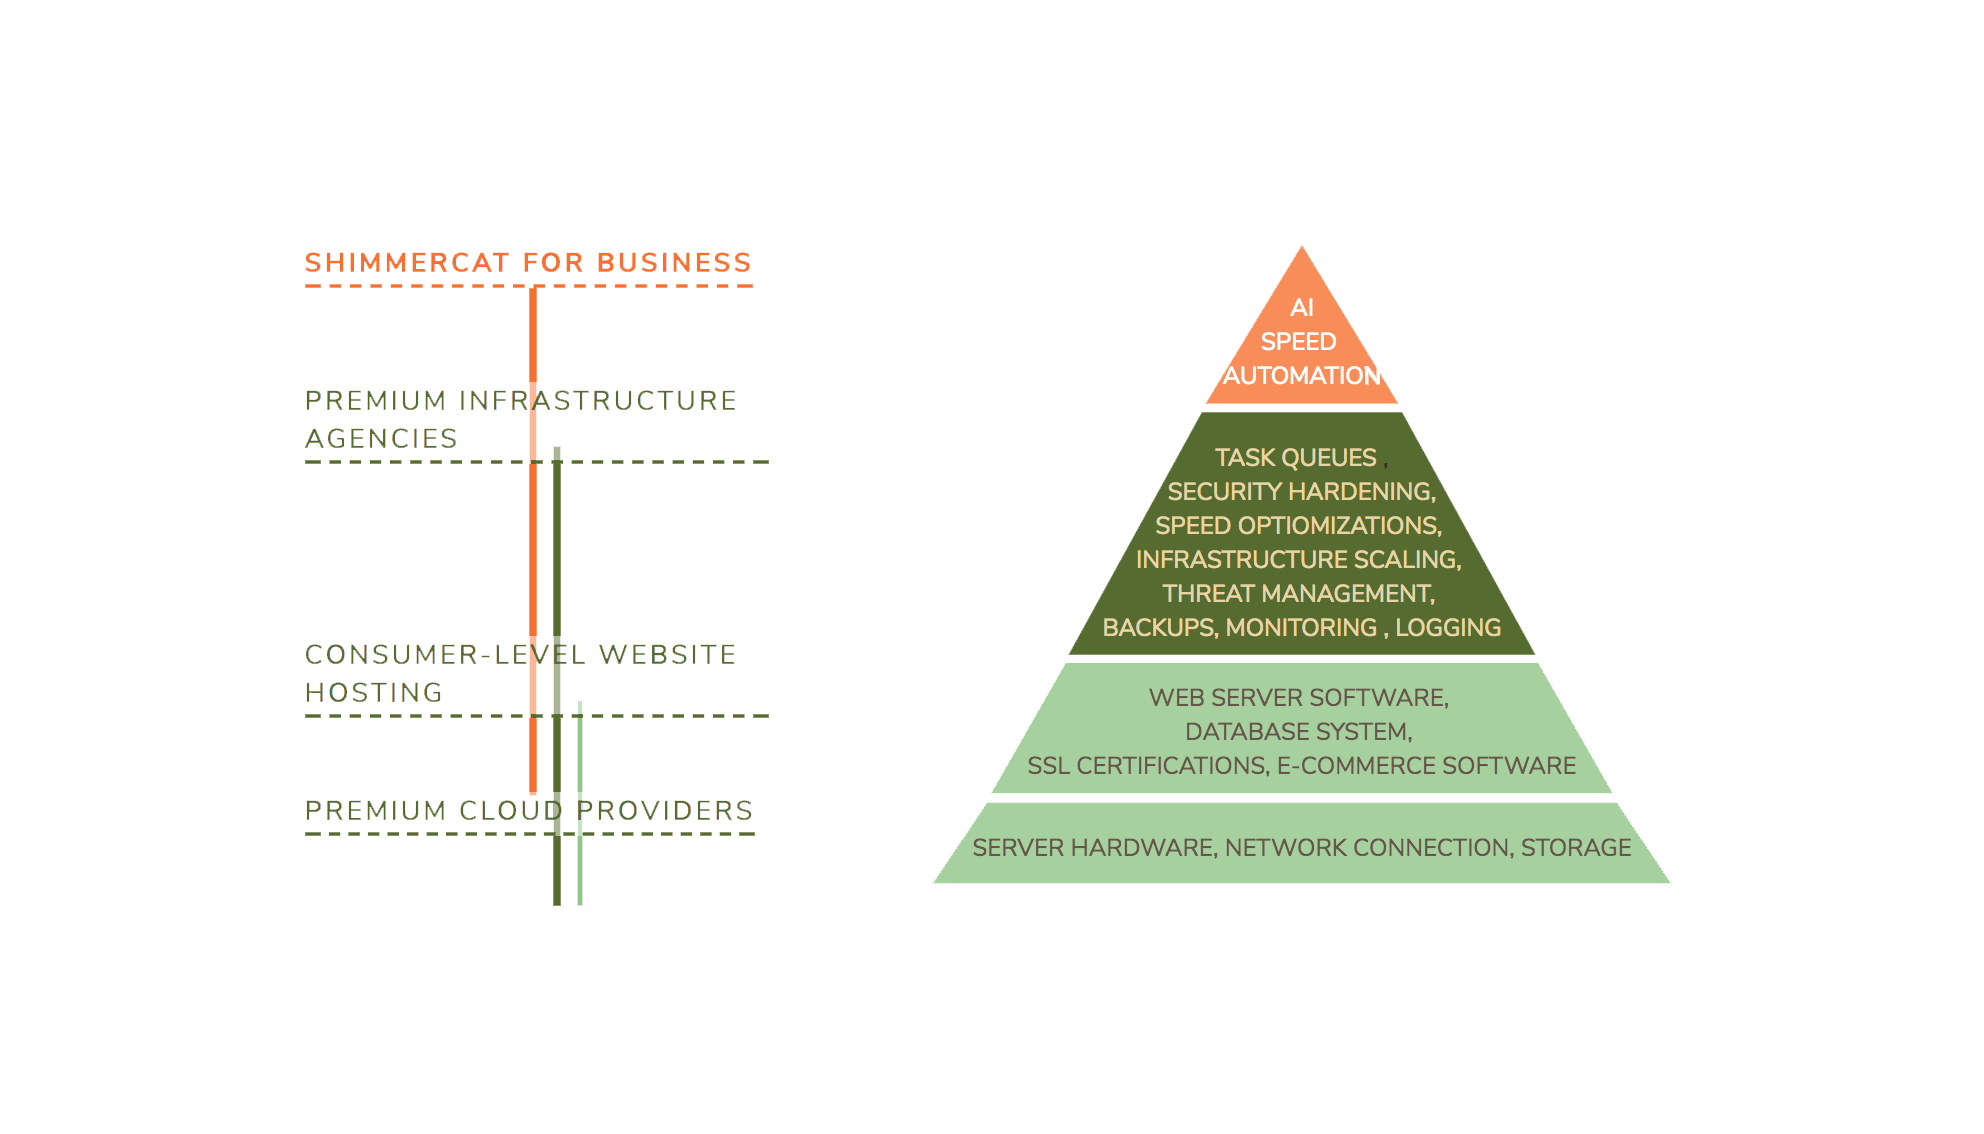 SHIMMERCAT FOR BUSINESS
PREMIUM INFRASTRUCTURE
AGENCIES
CONSUMER-LEVEL WEBSITE
HOSTING
PREMIUM CLOUD PROVIDERS
AI
SPEED
AUTOMATION
TASK QUEUES ,
SECURITY HARDENING,
SPEED OPTIOMIZATIONS,
INFRASTRUCTURE SCALING,
THREAT MANAGEMENT,
BACKUPS, MONITORING , LOGGING
WEB SERVER SOFTWARE,
DATABASE SYSTEM,
SSL CERTIFICATIONS, E-COMMERCE SOFTWARE
SERVER HARDWARE, NETWORK CONNECTION, STORAGE